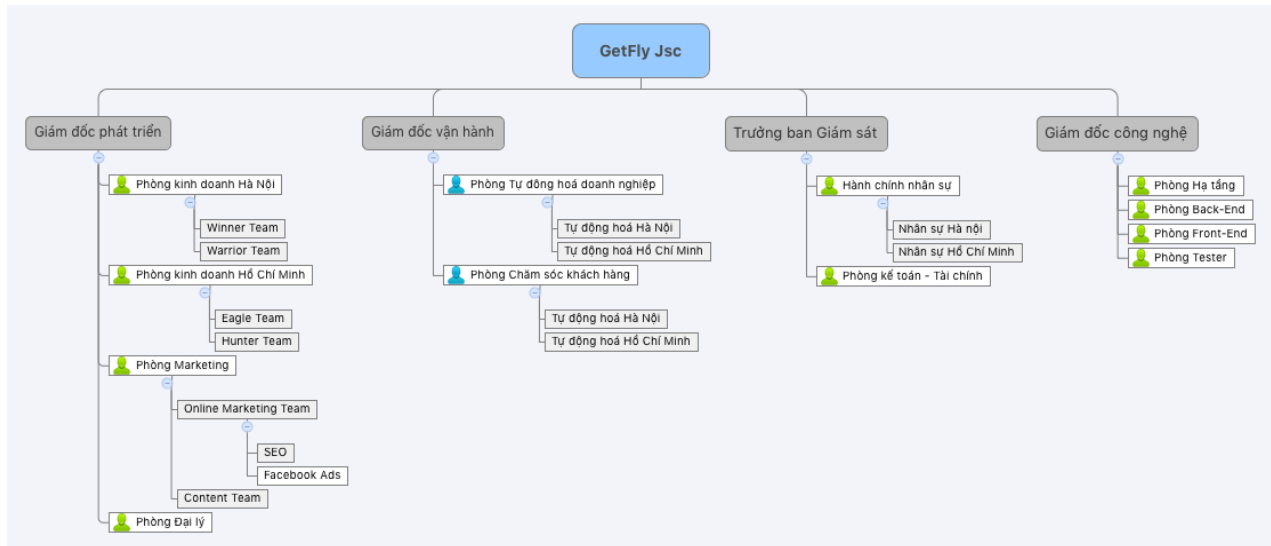 GetFly Jsc
Giám đốc phát triển
Phòng kinh doanh Hà Nội
Winner Team
Warrior Team
Phòng kinh doanh Hồ Chí Minh
Eagle Team
Hunter Team
Phòng Marketing
Online Marketing Team
SEO
Facebook Ads
Content Team
Phòng Đại lý
Giám đốc vận hành
Phòng Tự đông hoá doanh nghiệp
Tự động hoá Hà Nội
Tự động hoá Hồ Chí Minh
Phòng Chăm sóc khách hàng
Tự động hoá Hà Nội
Tự động hoá Hồ Chí Minh
Trưởng ban Giám sát
Hành chính nhân sự
Nhân sự Hà nội
Nhân sự Hồ Chí Minh
Phòng kế toán - Tài chính
Giám đốc công nghệ
Phòng Hạ tầng
Phòng Back-End
Phòng Front-End
Phòng Tester